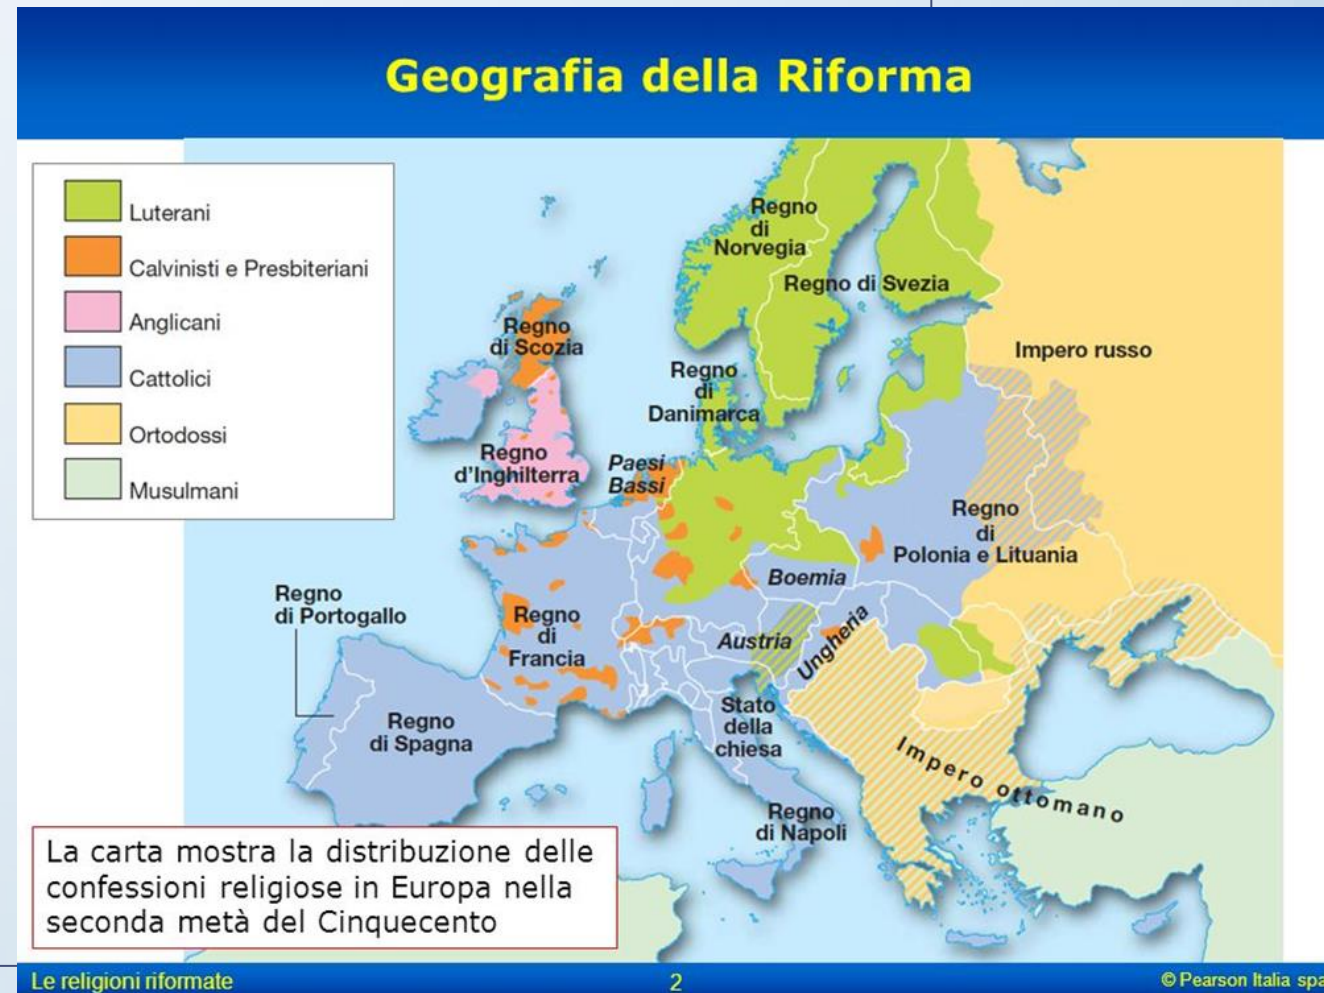 Geografia della Riforma
Luterani
Calvinisti e Presbiteriani
Anglicani
Cattolici
Ortodossi
Musulmani
Regno
di
Norvegia
Regno di Svezia
Regno
di Scozia
Impero russo
Regno
di
Danimarca
Regno
d'Inghilterra
Paesi
Bassi
Regno
di
Polonia e Lituania
Boemia
Regno
di Portogallo
Regno
di
Francia
Austria
Ungheria
Regno
di Spagna
Stato
della
chiesa
Impero ottomano
Regno
di Napoli
La carta mostra la distribuzione delle
confessioni religiose in Europa nella
seconda metà del Cinquecento
Le religioni riformate
2
© Pearson Italia spa